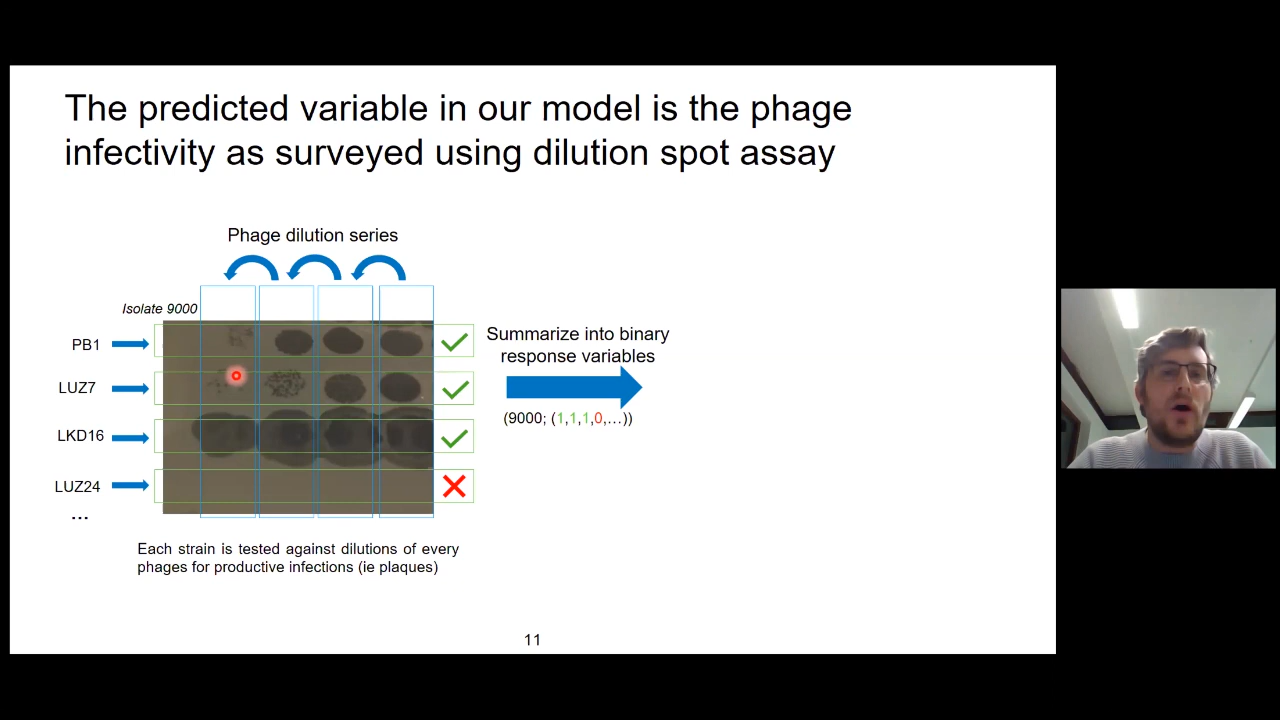 The predicted variable in our model is the phage
infectivity as surveyed using dilution spot assay
Phage dilution series
Isolate 9000
PB1
LUZ7
LKD16
LUZ24
...
Summarize into binary
response variables
(9000; (1,1,1,0,...))
Each strain is tested against dilutions of every
phages for productive infections (ie plaques)
11